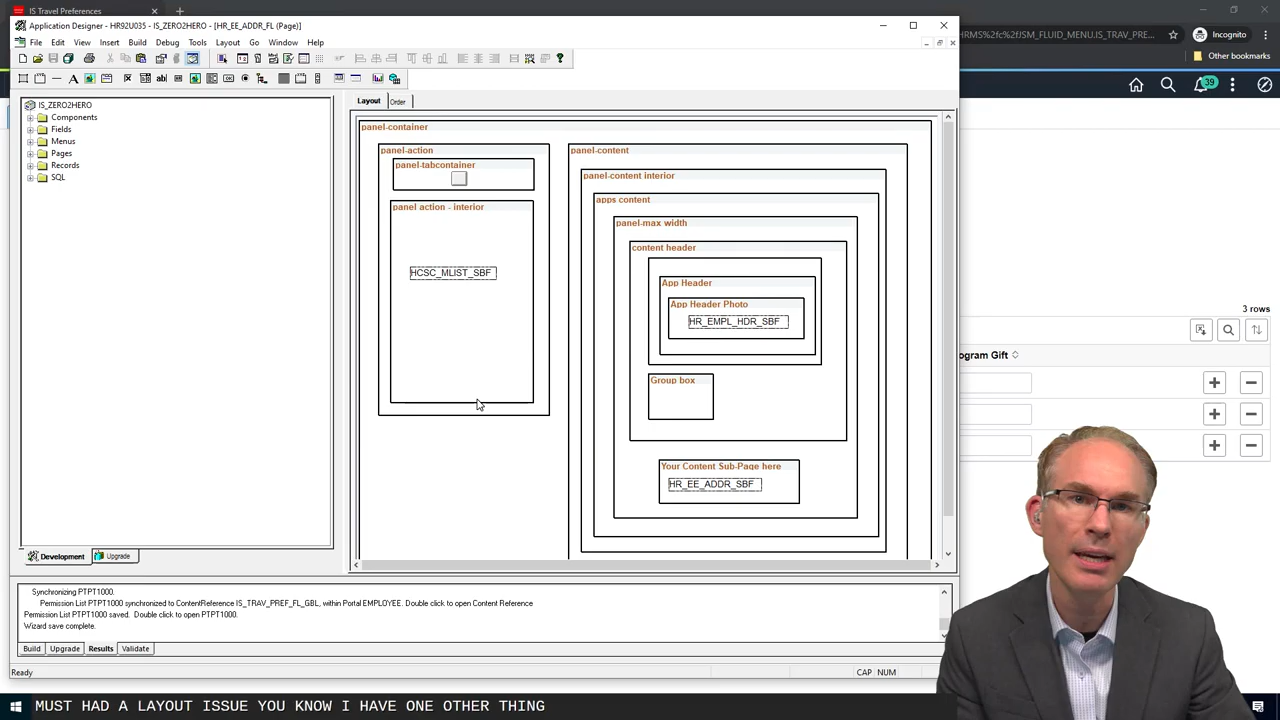 IS Travel Preferences
Application Designer - HR92U035 - IS_ZERO2HERO - [HR_EE_ADDR_FL (Page)]
File Edit View Insert Build Debug Tools Layout Go Window Help
HRMS%2fc%2fJSM_FLUID_MENU.IS_TRAV_PRE
Incognito
Other bookmarks
39
IS_ZERO2HERO
Components
Fields
Menus
Pages
Records
SQL
Development
Upgrade
Layout
Order
panel-container
panel-action
panel-tabcontainer
panel action - interior
HCSC_MLIST_SBF
panel-content
panel-content interior
apps content
panel-max width
content header
App Header
App Header Photo
HR_EMPL_HDR_SBF
Group box
Your Content Sub-Page here
HR_EE_ADDR_SBF
3 rows
ogram Gift
Synchronizing PTPT1000.
Permission List PTPT1000 synchronized to ContentReference IS_TRAV_PREF_FL_GBL, within Portal EMPLOYEE. Double click to open Content Reference
Permission List PTPT1000 saved. Double click to open PTPT1000.
Wizard save complete.
Build Upgrade Results Validate
Ready
CAP NUM
MUST HAD A LAYOUT ISSUE YOU KNOW I HAVE ONE OTHER THING